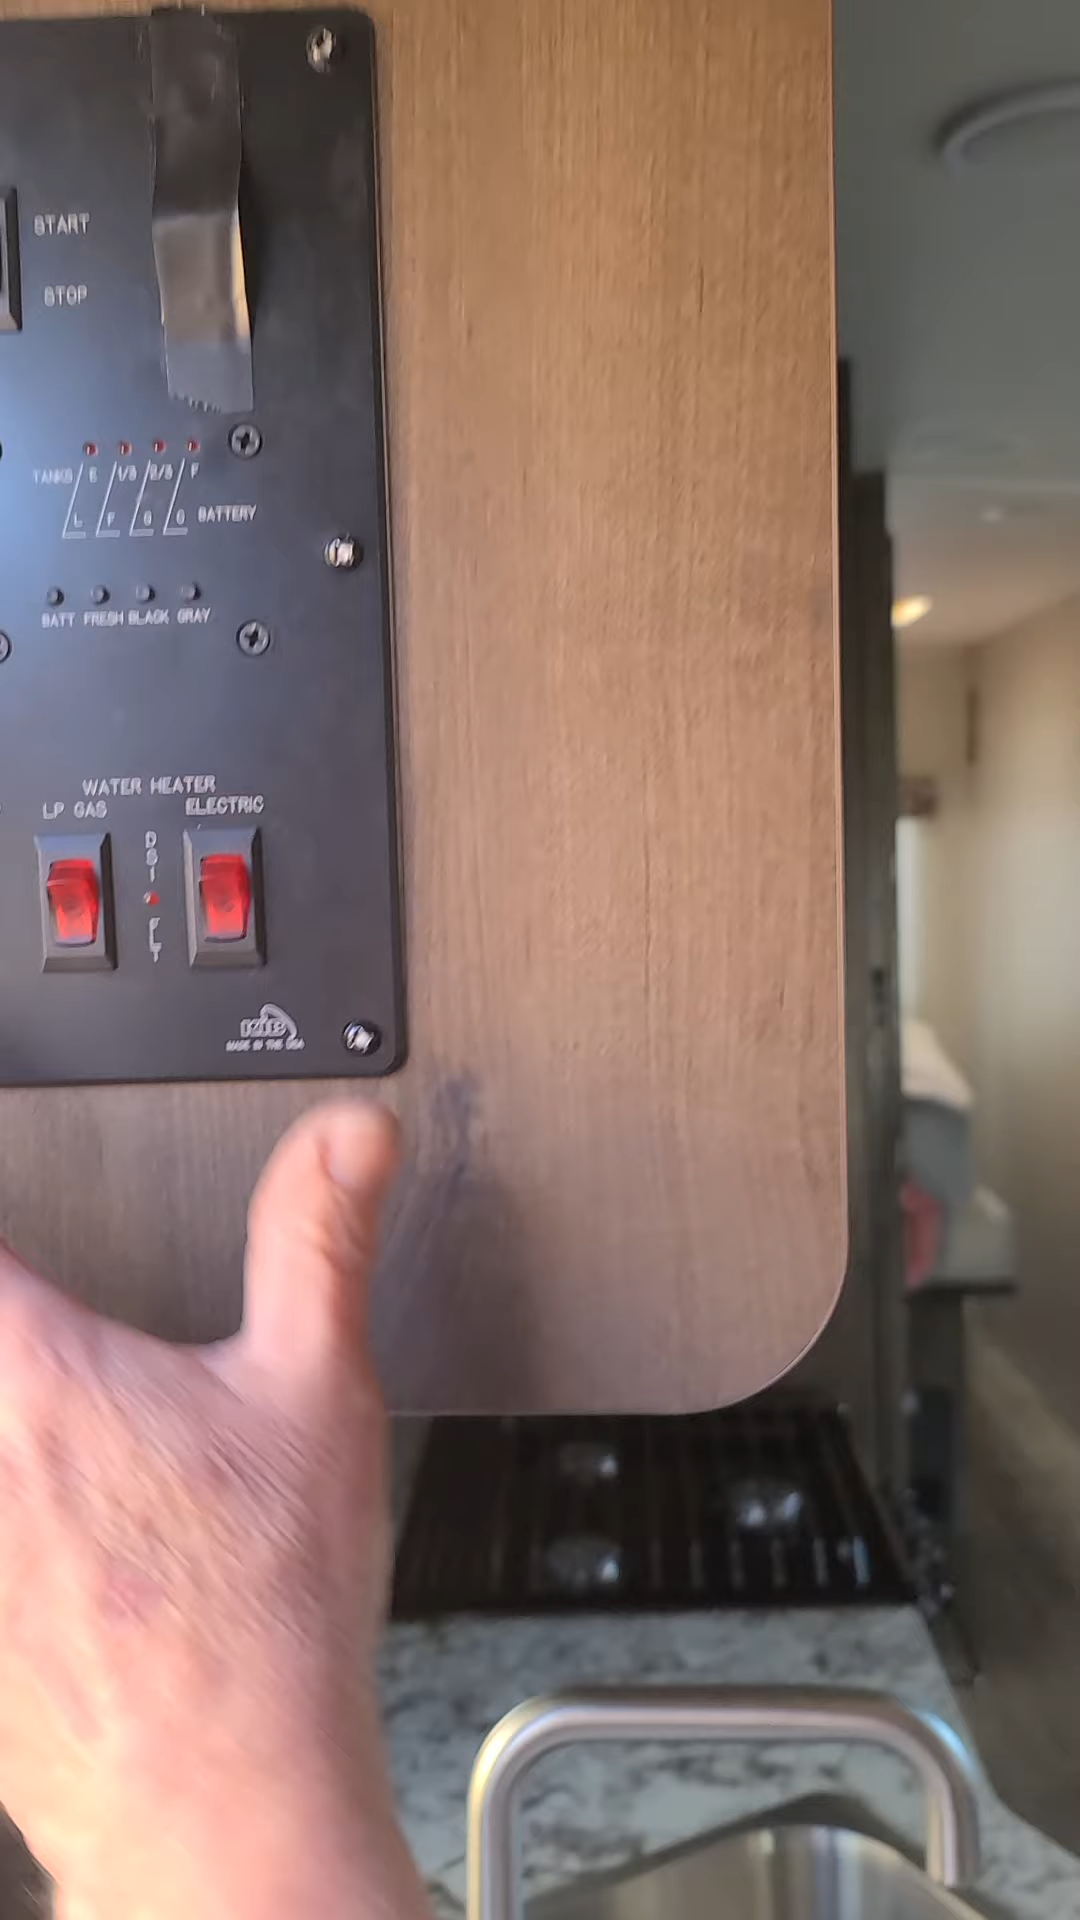 START
STOP
TANKS E 1/3 2/3 F
L F G G BATTERY
BATT FRESH BLACK GRAY
WATER HEATER
LP GAS ELECTRIC
DSI
FLT
KIB
MADE IN THE USA